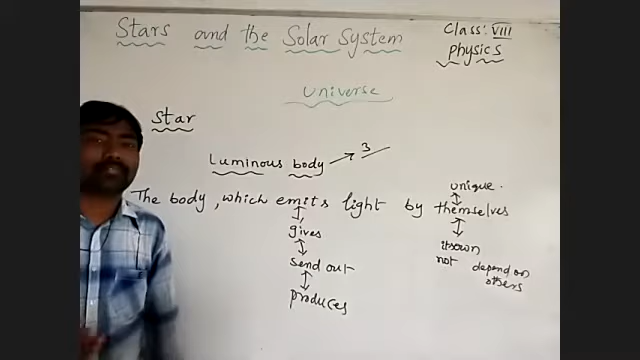 Stars and the Solar System
Class: VIII
Physics
Universe
Star
Luminous body → 3
The body, which emits light by themselves
unique.
gives
send out
produces
itsown
not depend on
others